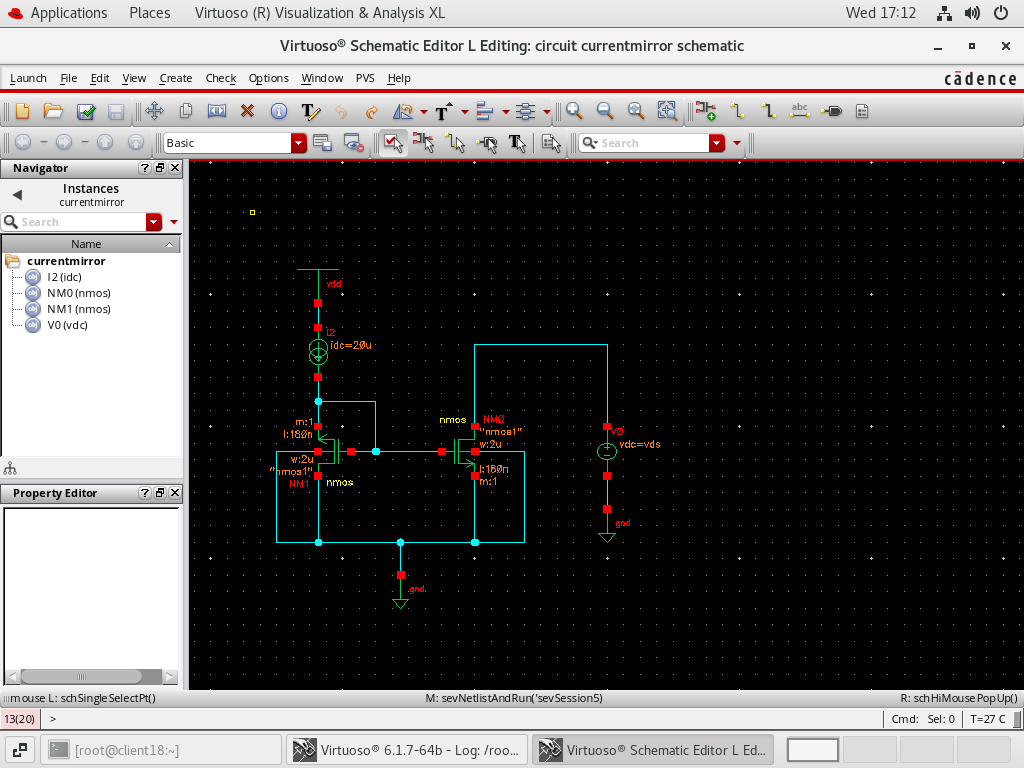 Applications Places Virtuoso (R) Visualization & Analysis XL Wed 17:12
Virtuoso® Schematic Editor L Editing: circuit currentmirror schematic
Launch File Edit View Create Check Options Window PVS Help cādence
abc
Basic Search
Navigator
Instances
currentmirror
Search
Name
currentmirror
I2 (idc)
NM0 (nmos)
NM1 (nmos)
V0 (vdc)
Property Editor
vdd
I2
idc=20u
m:1
l:180n
w:2u
"nmos1"
NM1
nmos
nmos
NM0
"nmos1"
w:2u
l:180n
m:1
V0
vdc=vds
gnd
gnd
mouse L: schSingleSelectPt() M: sevNetlistAndRun('sevSession5) R: schHiMousePopUp()
13(20) > Cmd: Sel: 0 T=27 C
[root@client18:~] Virtuoso® 6.1.7-64b - Log: /roo... Virtuoso® Schematic Editor L Ed...